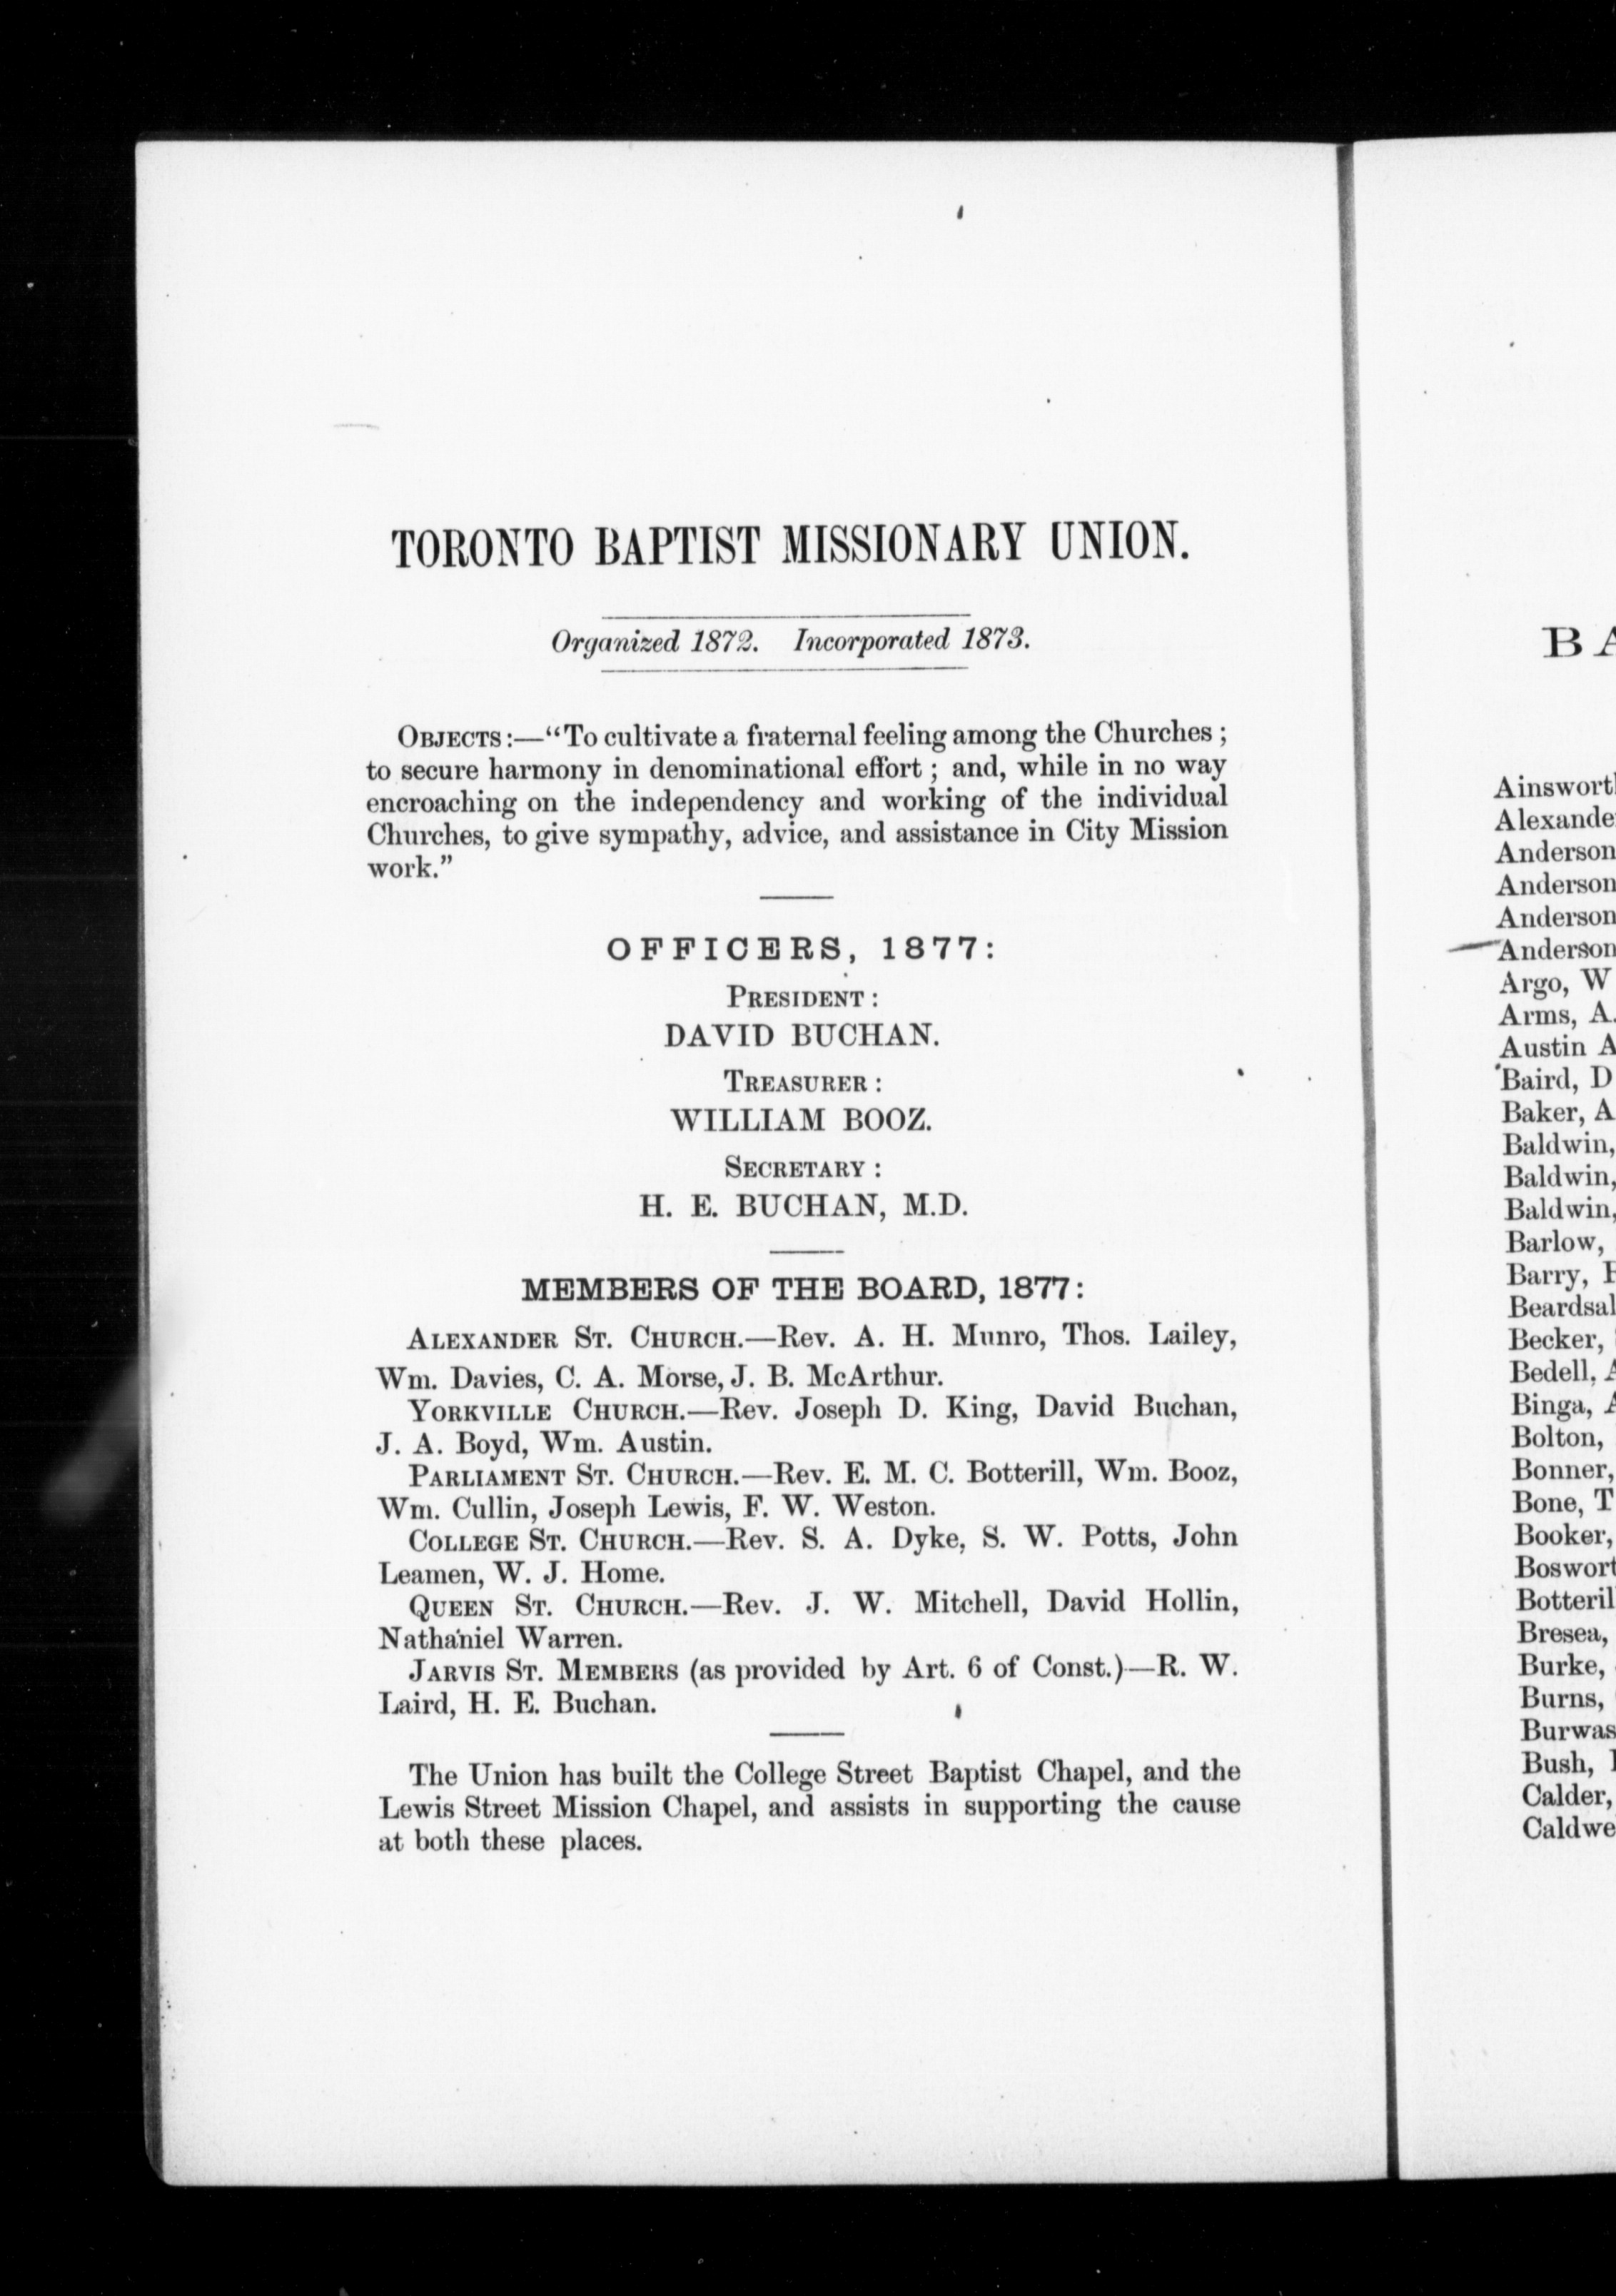 TORONTO BAPTIST MISSIONARY UNION.
Organized 1872. Incorporated 1873.
OBJECTS:—“To cultivate a fraternal feeling among the Churches ;
to secure harmony in denominational effort ; and, while in no way
encroaching on the independency and working of the individual
Churches, to give sympathy, advice, and assistance in City Mission
work.”
OFFICERS, 1877:
PRESIDENT :
DAVID BUCHAN.
TREASURER :
WILLIAM BOOZ.
SECRETARY :
H. E. BUCHAN, M.D.
MEMBERS OF THE BOARD, 1877:
ALEXANDER ST. CHURCH.—Rev. A. H. Munro, Thos. Lailey,
Wm. Davies, C. A. Morse, J. B. McArthur.
YORKVILLE CHURCH.—Rev. Joseph D. King, David Buchan,
J. A. Boyd, Wm. Austin.
PARLIAMENT ST. CHURCH.—Rev. E. M. C. Botterill, Wm. Booz,
Wm. Cullin, Joseph Lewis, F. W. Weston.
COLLEGE ST. CHURCH.—Rev. S. A. Dyke, S. W. Potts, John
Leamen, W. J. Home.
QUEEN ST. CHURCH.—Rev. J. W. Mitchell, David Hollin,
Nathaniel Warren.
JARVIS ST. MEMBERS (as provided by Art. 6 of Const.)—R. W.
Laird, H. E. Buchan.
The Union has built the College Street Baptist Chapel, and the
Lewis Street Mission Chapel, and assists in supporting the cause
at both these places.
BA
Ainsworth
Alexande
Anderson
Anderson
Anderson
Anderson
Argo, W
Arms, A.
Austin A
Baird, D
Baker, A
Baldwin,
Baldwin,
Baldwin,
Barlow,
Barry,
Beardsal
Becker,
Bedell,
Binga,
Bolton,
Bonner,
Bone, T
Booker,
Boswort
Botteril
Bresea,
Burke,
Burns,
Burwas
Bush,
Calder,
Caldwe